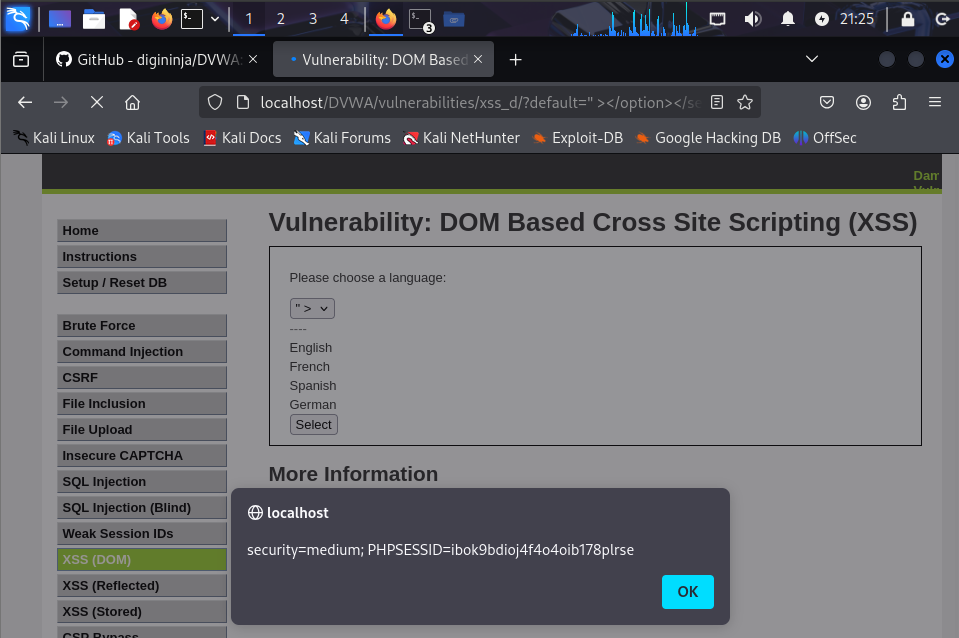 1 2 3 4 3 21:25
GitHub - digininja/DVWA: Vulnerability: DOM Based
localhost/DVWA/vulnerabilities/xss_d/?default=" ></option></se
Kali Linux Kali Tools Kali Docs Kali Forums Kali NetHunter Exploit-DB Google Hacking DB OffSec
Home
Instructions
Setup / Reset DB
Brute Force
Command Injection
CSRF
File Inclusion
File Upload
Insecure CAPTCHA
SQL Injection
SQL Injection (Blind)
Weak Session IDs
XSS (DOM)
XSS (Reflected)
XSS (Stored)
CSP Bypass
Vulnerability: DOM Based Cross Site Scripting (XSS)
Please choose a language:
" >
----
English
French
Spanish
German
Select
More Information
localhost
security=medium; PHPSESSID=ibok9bdioj4f4o4oib178plrse
OK